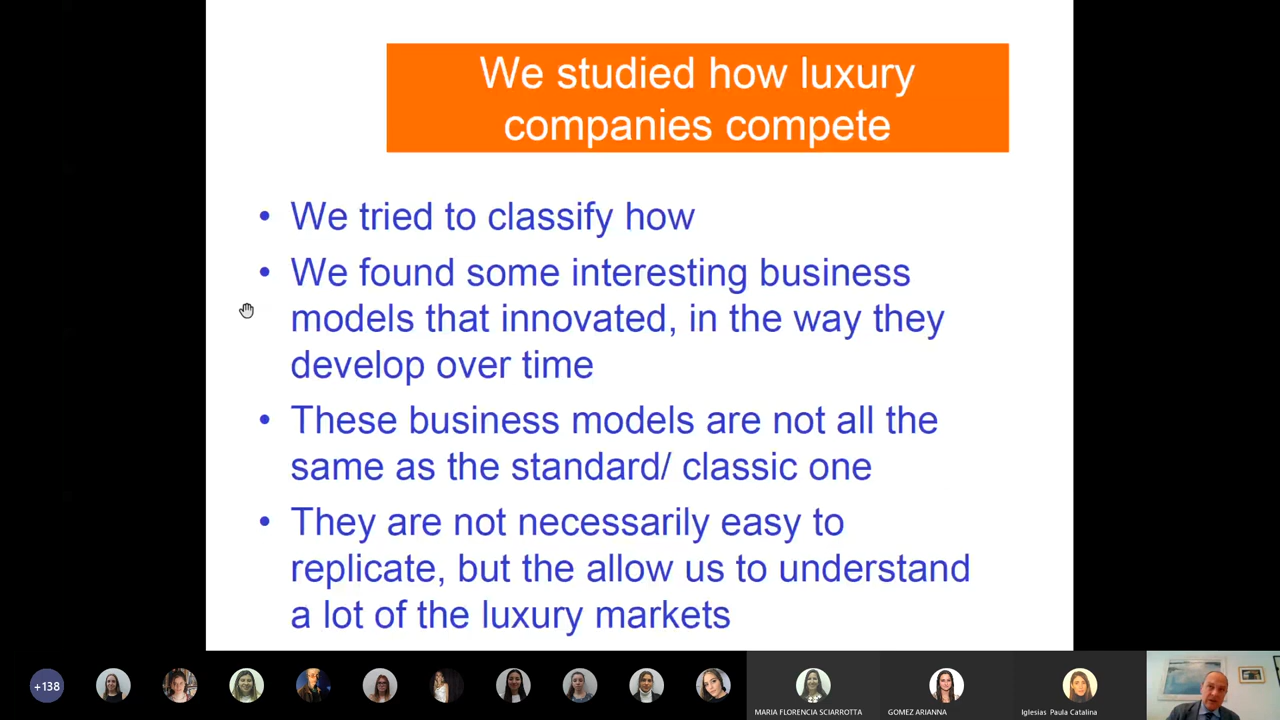 We studied how luxury
companies compete
• We tried to classify how
• We found some interesting business
models that innovated, in the way they
develop over time
• These business models are not all the
same as the standard/ classic one
• They are not necessarily easy to
replicate, but the allow us to understand
a lot of the luxury markets
+138
MARIA FLORENCIA SCIARROTTA
GOMEZ ARIANNA
Iglesias Paula Catalina